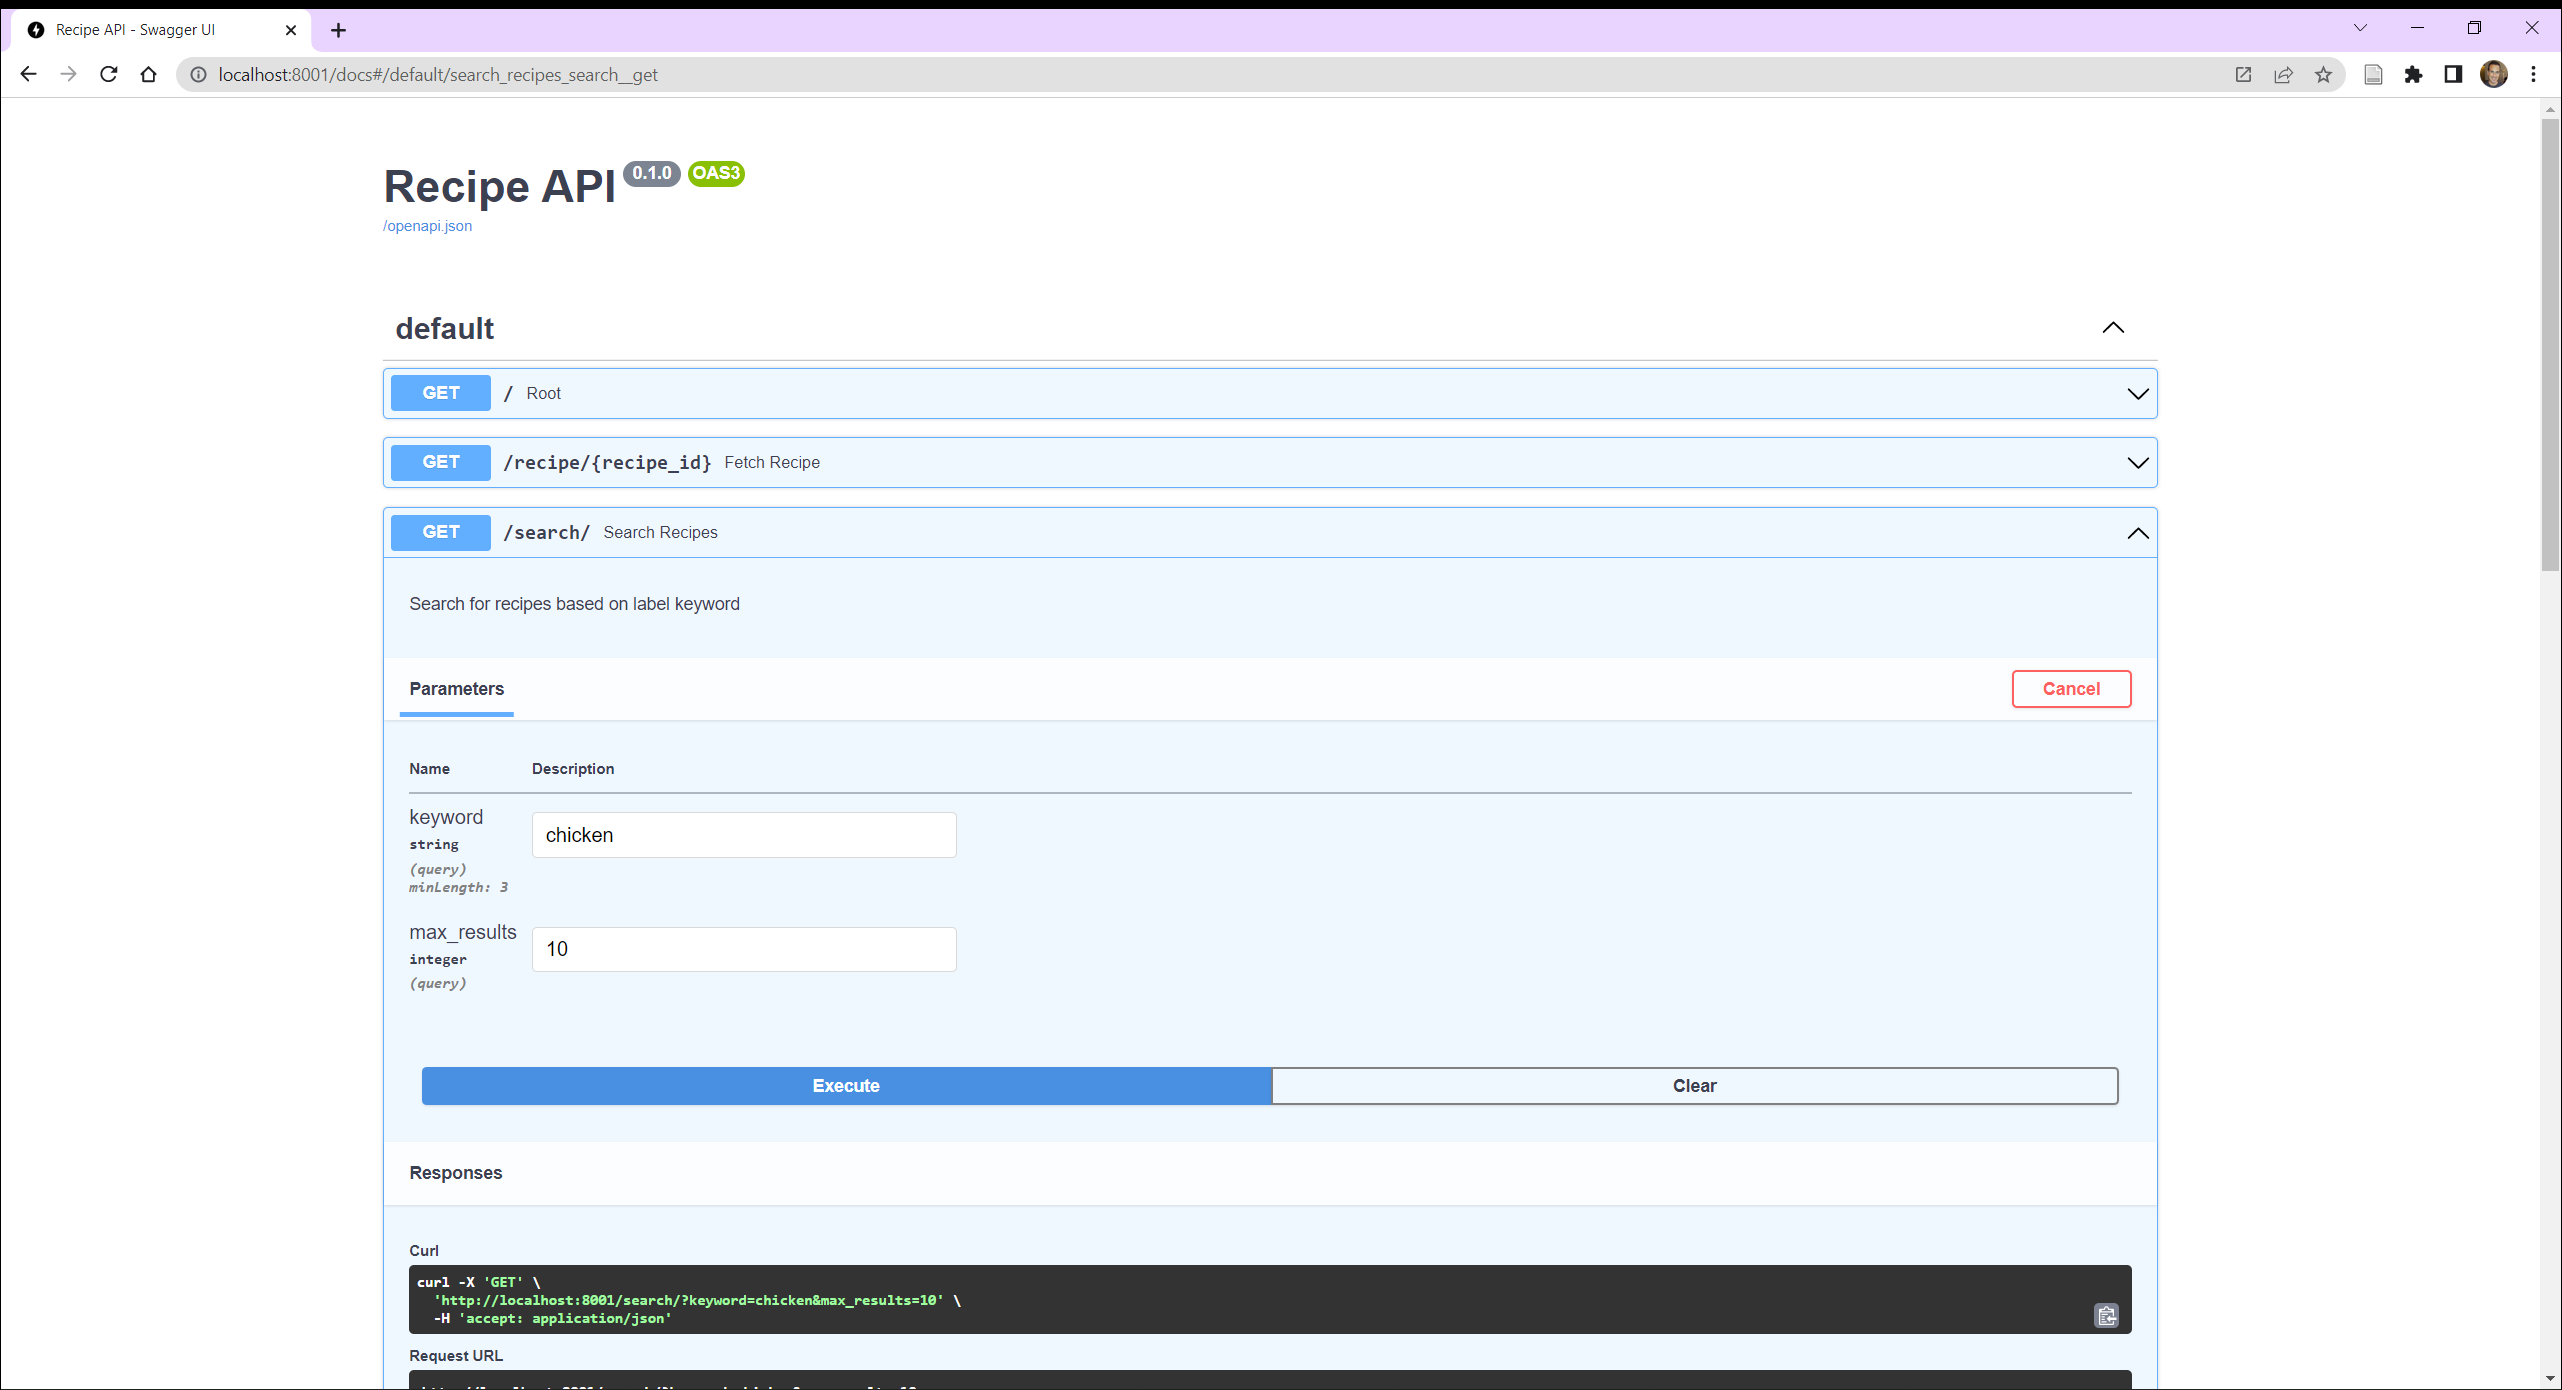 Recipe API - Swagger UI
localhost:8001/docs#/default/search_recipes_search__get
Recipe API 0.1.0 OAS3
/openapi.json
default
GET / Root
GET /recipe/{recipe_id} Fetch Recipe
GET /search/ Search Recipes
Search for recipes based on label keyword
Parameters Cancel
Name Description
keyword
string
(query)
minLength: 3
chicken
max_results
integer
(query)
10
Execute Clear
Responses
Curl
curl -X 'GET' \
'http://localhost:8001/search/?keyword=chicken&max_results=10' \
-H 'accept: application/json'
Request URL